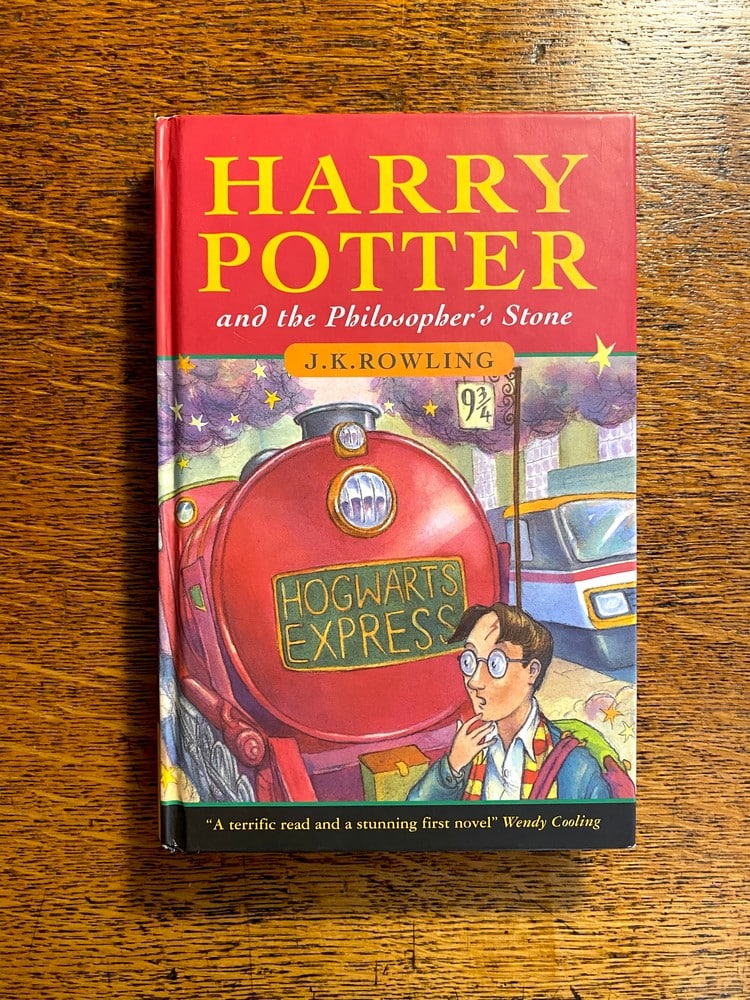 HARRY
POTTER
and the Philosopher's Stone
J.K.ROWLING
9¾
HOGWARTS
EXPRESS
"A terrific read and a stunning first novel" Wendy Cooling